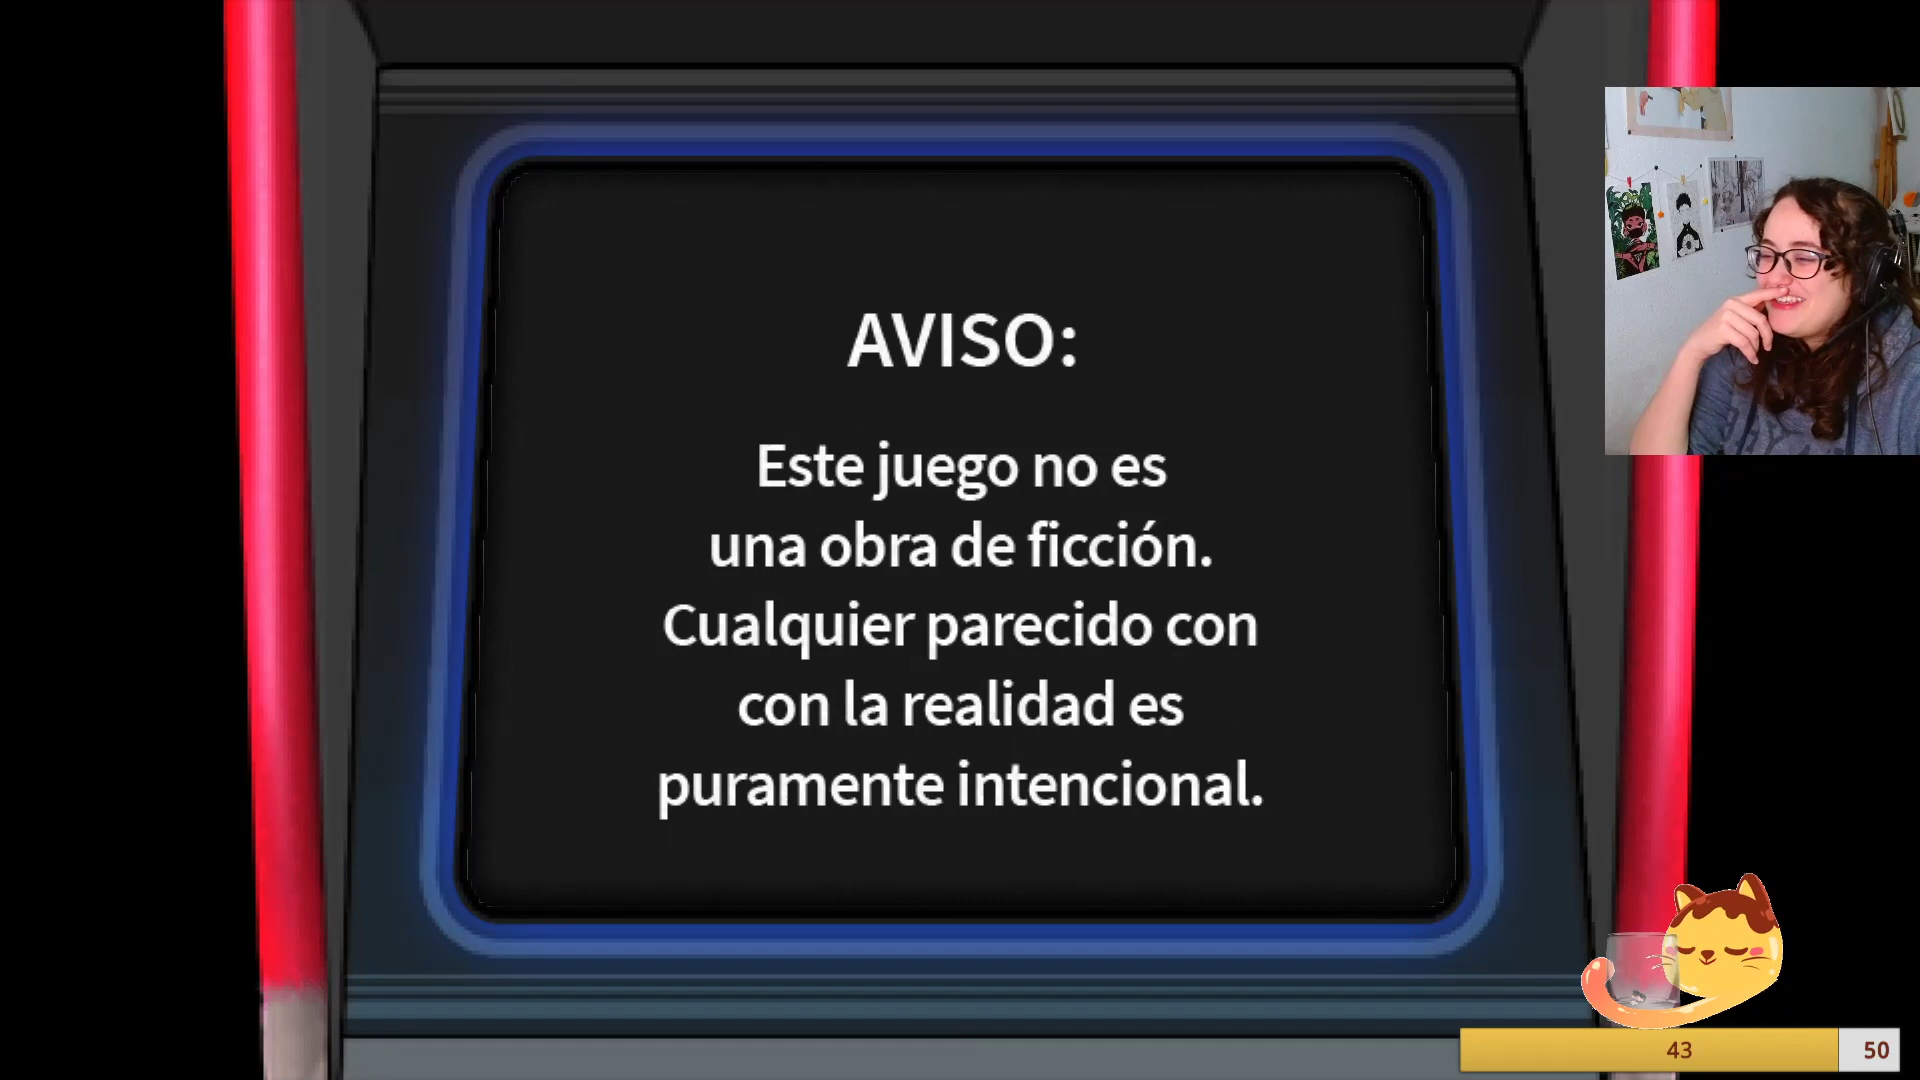 AVISO:
Este juego no es
una obra de ficción.
Cualquier parecido con
con la realidad es
puramente intencional.
43
50